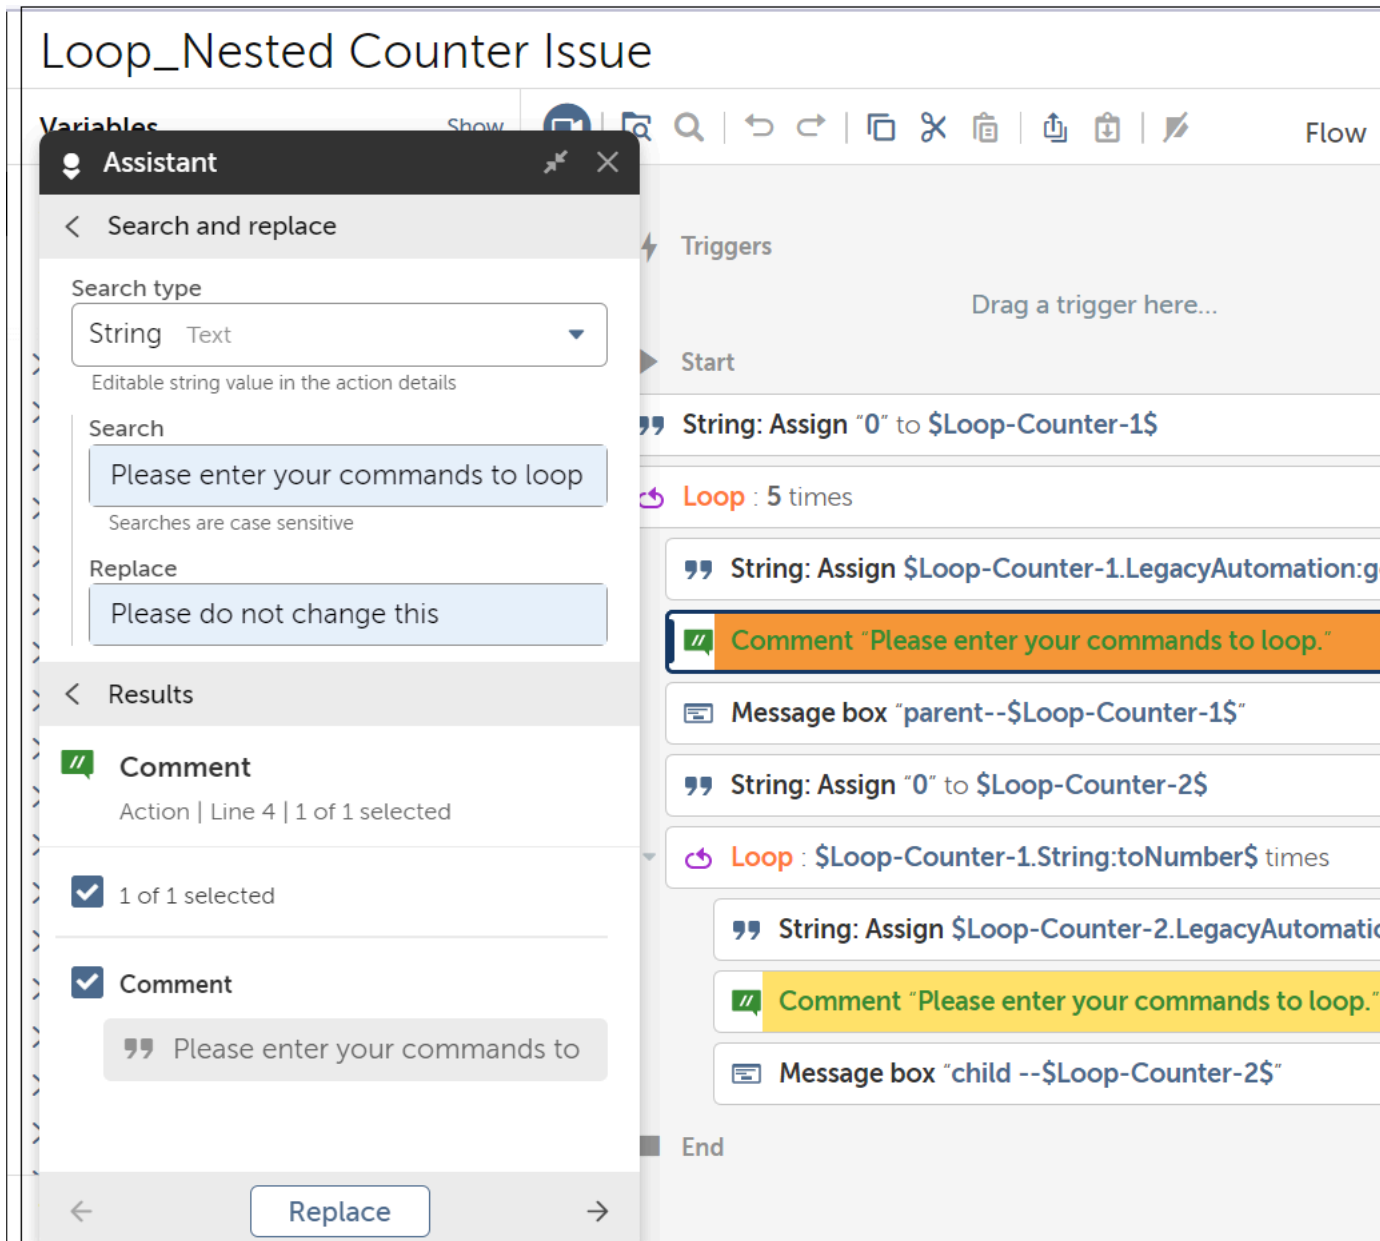 Loop_Nested Counter Issue
Variables
Show
Flow
Assistant
Search and replace
Search type
String Text
Editable string value in the action details
Search
Please enter your commands to loop
Searches are case sensitive
Replace
Please do not change this
Results
Comment
Action | Line 4 | 1 of 1 selected
1 of 1 selected
Comment
Please enter your commands to
Replace
Triggers
Drag a trigger here...
Start
String: Assign "0" to $Loop-Counter-1$
Loop : 5 times
String: Assign $Loop-Counter-1.LegacyAutomation:g
Comment "Please enter your commands to loop."
Message box "parent--$Loop-Counter-1$"
String: Assign "0" to $Loop-Counter-2$
Loop : $Loop-Counter-1.String:toNumber$ times
String: Assign $Loop-Counter-2.LegacyAutomatic
Comment "Please enter your commands to loop."
Message box "child --$Loop-Counter-2$"
End